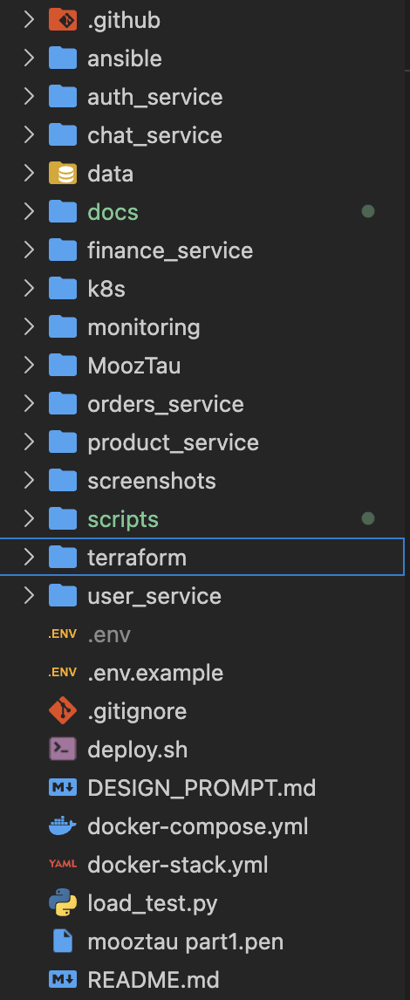 .github
ansible
auth_service
chat_service
data
docs
finance_service
k8s
monitoring
MoozTau
orders_service
product_service
screenshots
scripts
terraform
user_service
.ENV .env
.ENV .env.example
.gitignore
deploy.sh
M↓ DESIGN_PROMPT.md
docker-compose.yml
YAML docker-stack.yml
load_test.py
mooztau part1.pen
M↓ README.md